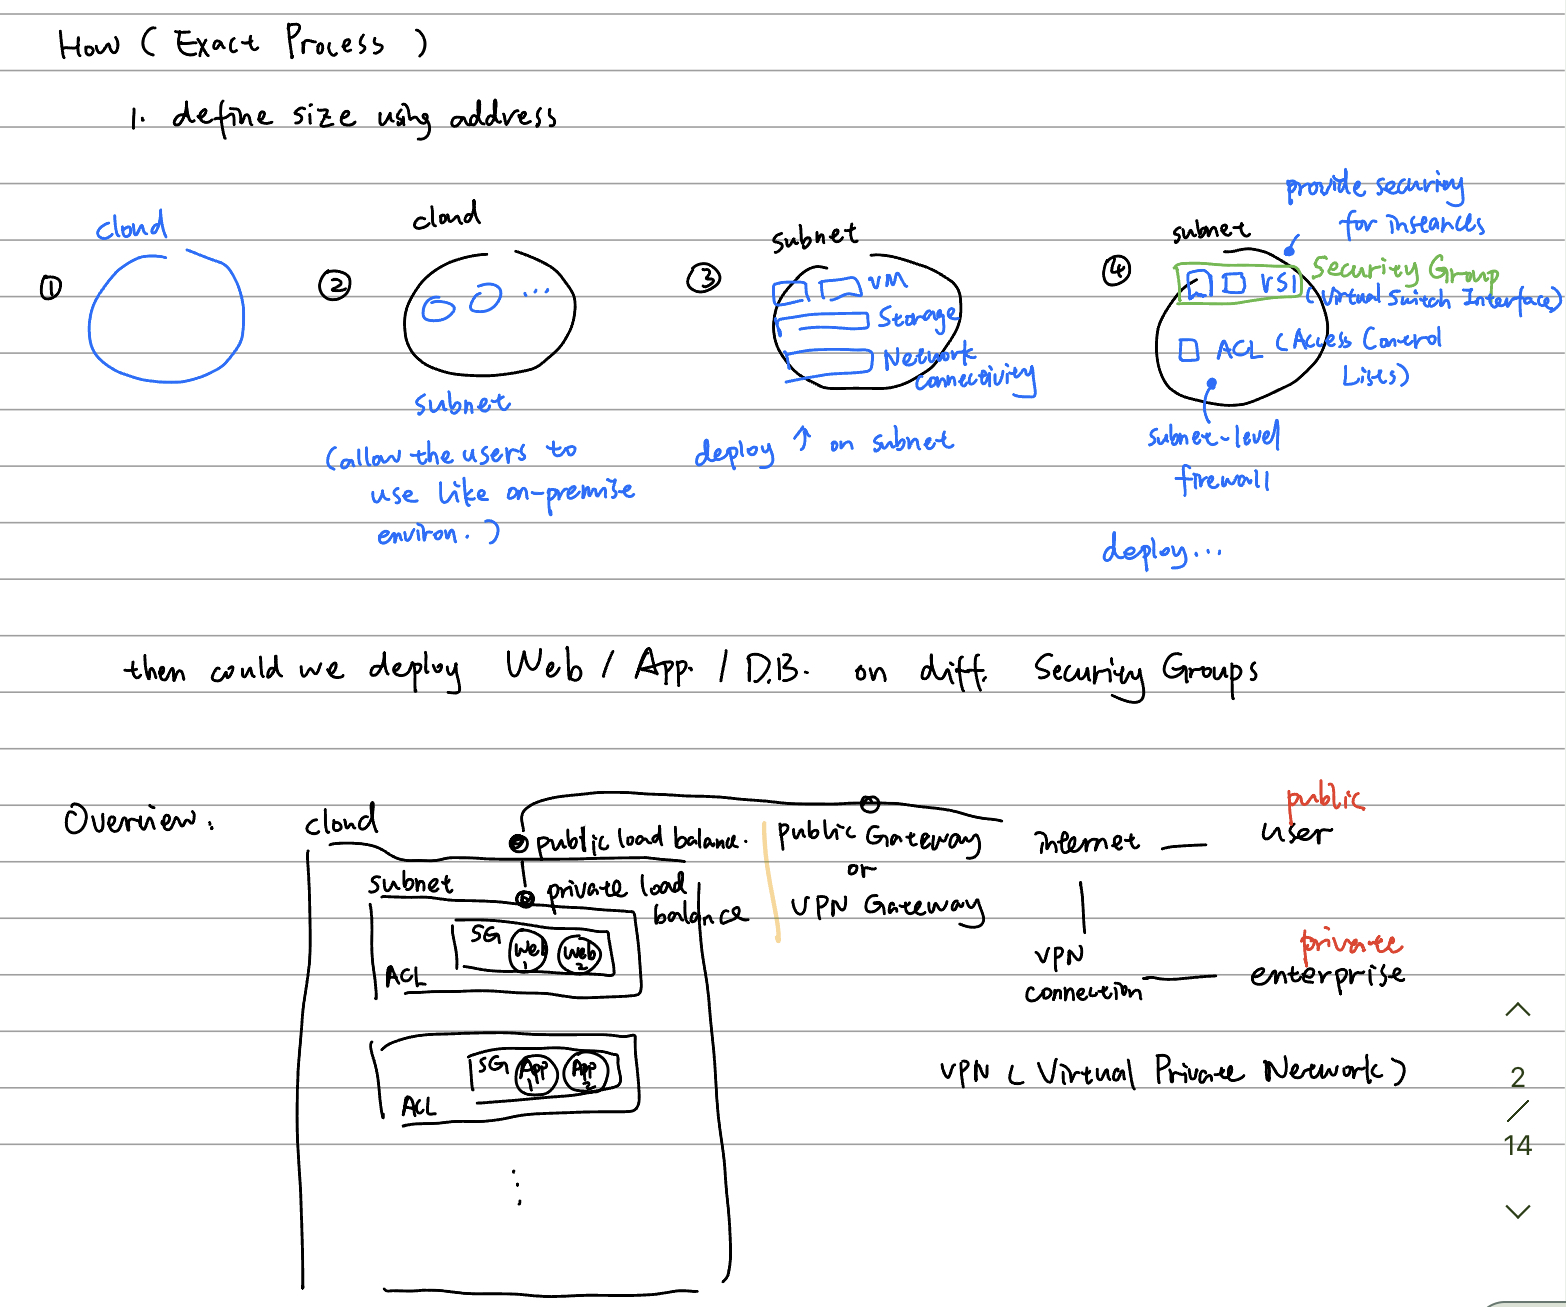 How ( Exact Process )
1. define size using address
①
cloud
②
cloud
...
subnet
(allow the users to
use like on-premise
environ.)
③
subnet
VM
Storage
Network
connectivity
deploy ↑ on subnet
④
subnet
provide security
for instances
VSI
Security Group
(Virtual Switch Interface)
ACL (Access Control
Lists)
subnet-level
firewall
deploy...
then could we deploy Web / App. / D.B. on diff. Security Groups
Overview:
cloud
public load balance.
subnet
private load
balance
SG Web 1 Web 2
ACL
SG App 1 App 2
ACL
⋮
public Gateway
or
VPN Gateway
internet
public
user
VPN
connection
private
enterprise
VPN ( Virtual Private Network )
2
/
14